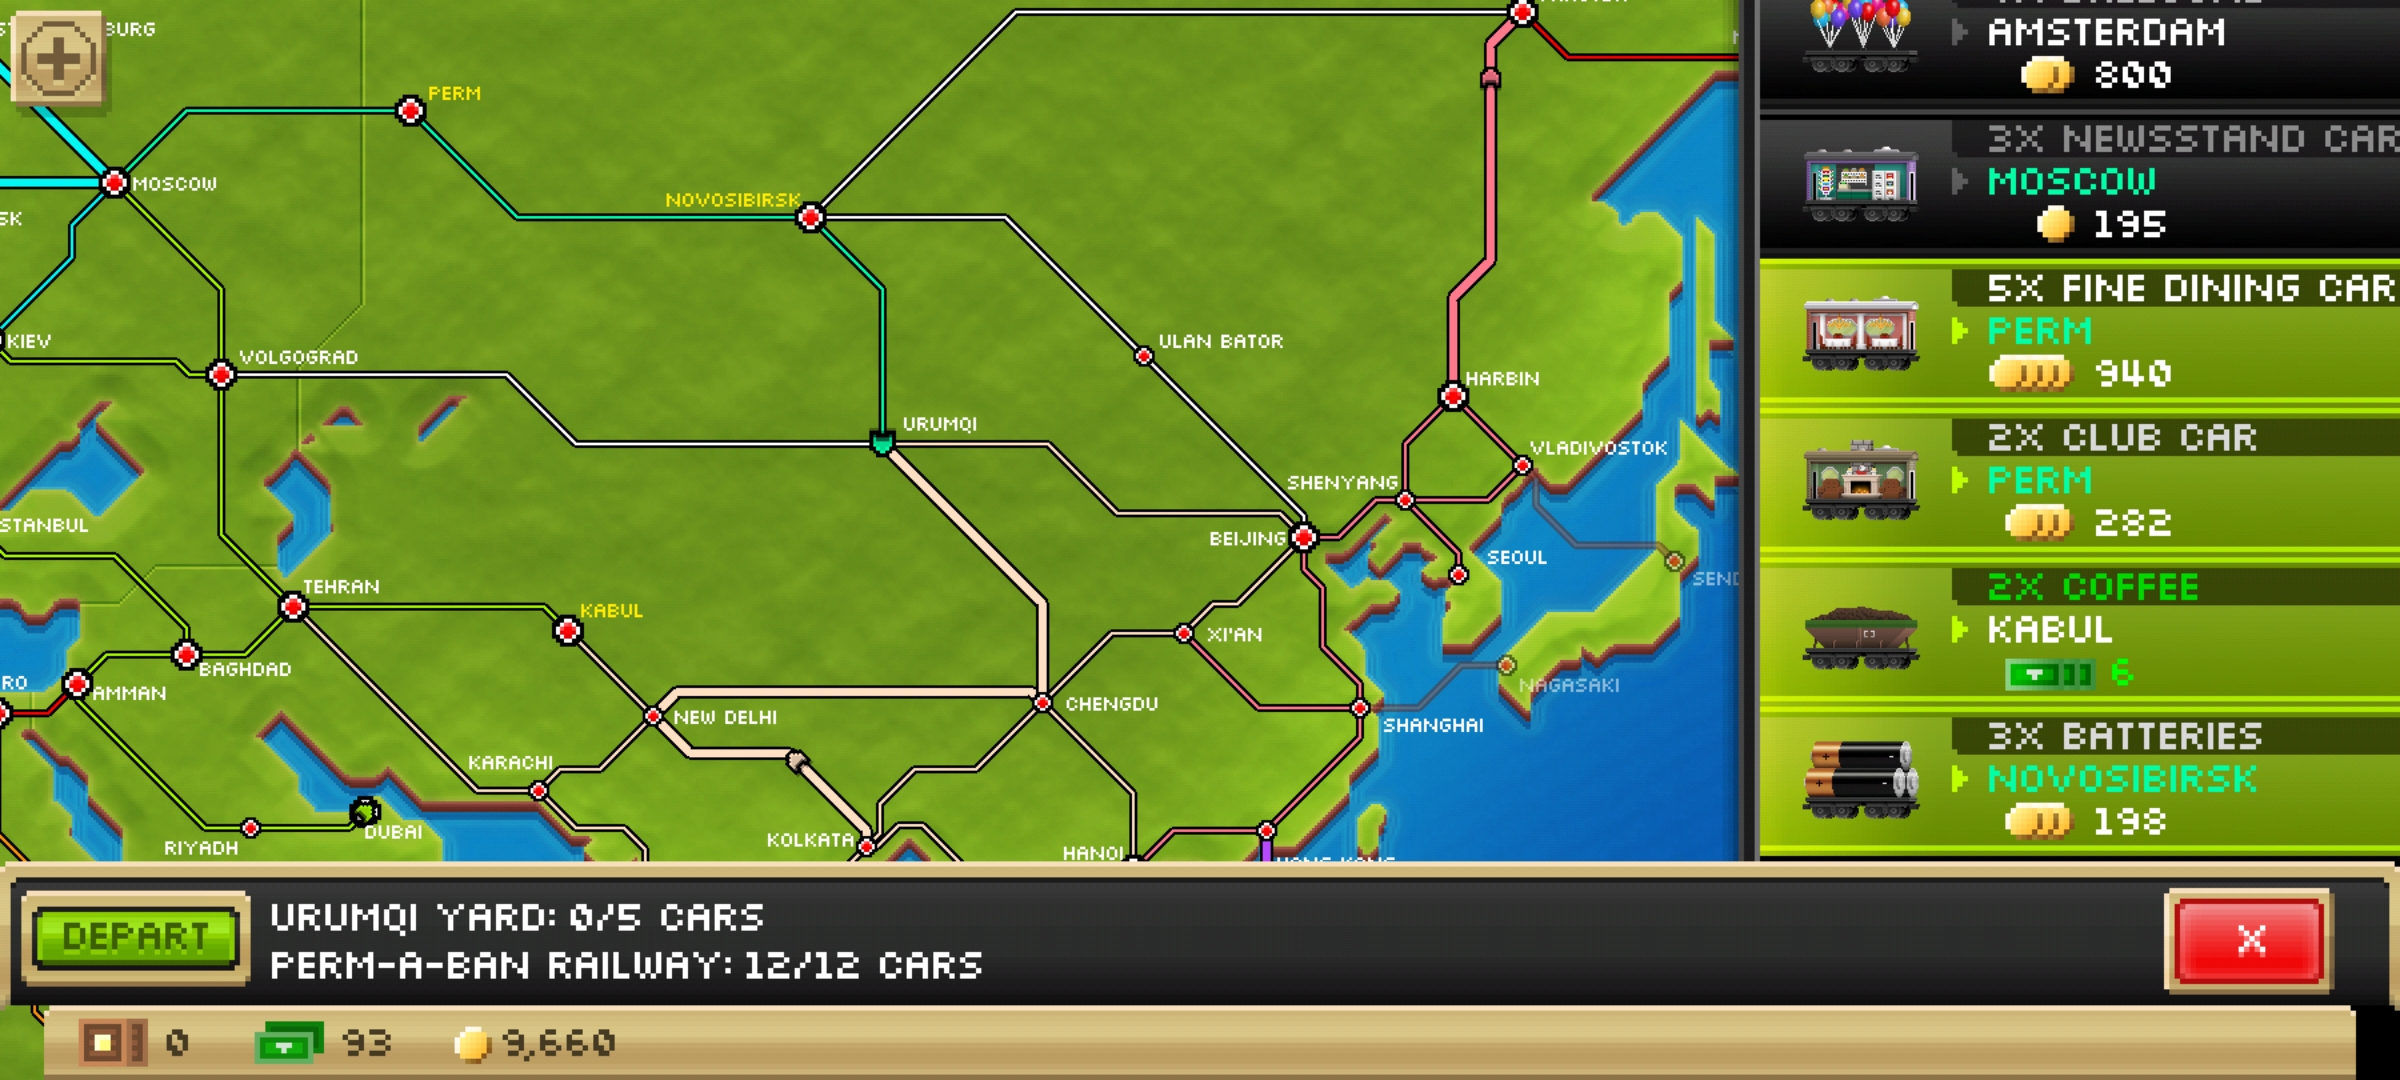 BURG
PERM
MOSCOW
NOVOSIBIRSK
SK
KIEV
VOLGOGRAD
ULAN BATOR
HARBIN
URUMQI
VLADIVOSTOK
SHENYANG
STANBUL
BEIJING
SEOUL
SEND
TEHRAN
KABUL
XI'AN
BAGHDAD
RO
AMMAN
NEW DELHI
CHENGDU
NAGASAKI
SHANGHAI
KARACHI
DUBAI
KOLKATA
RIYADH
HANOI
AMSTERDAM
800
3X NEWSSTAND CAR
MOSCOW
195
5X FINE DINING CAR
PERM
940
2X CLUB CAR
PERM
282
2X COFFEE
KABUL
6
3X BATTERIES
NOVOSIBIRSK
198
DEPART
URUMQI YARD: 0/5 CARS
PERM-A-BAN RAILWAY: 12/12 CARS
X
0
93
9,660